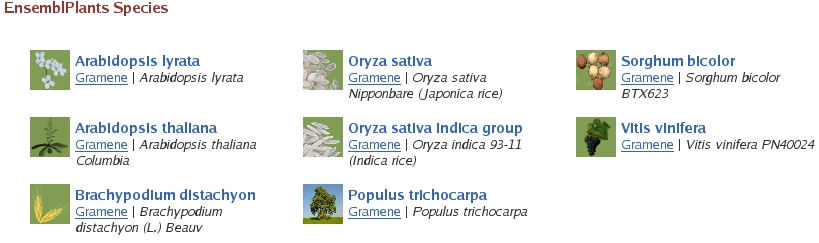 EnsemblPlants Species
Arabidopsis lyrata
Gramene | Arabidopsis lyrata
Arabidopsis thaliana
Gramene | Arabidopsis thaliana
Columbia
Brachypodium distachyon
Gramene | Brachypodium
distachyon (L.) Beauv
Oryza sativa
Gramene | Oryza sativa
Nipponbare (Japonica rice)
Oryza sativa Indica group
Gramene | Oryza indica 93-11
(Indica rice)
Populus trichocarpa
Gramene | Populus trichocarpa
Sorghum bicolor
Gramene | Sorghum bicolor
BTX623
Vitis vinifera
Gramene | Vitis vinifera PN40024